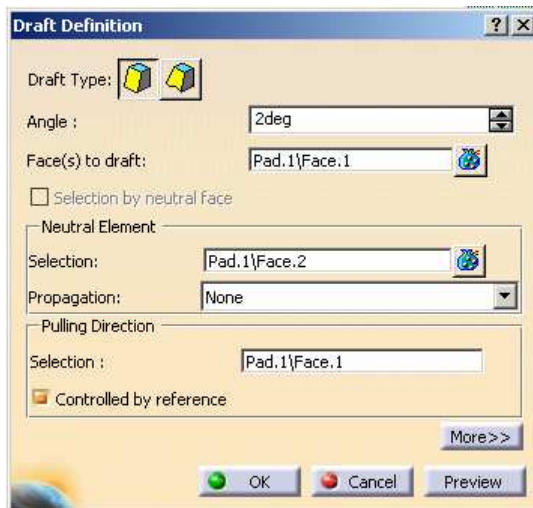 Draft Definition
Draft Type:
Angle : 2deg
Face(s) to draft: Pad.1\Face.1
Selection by neutral face
Neutral Element
Selection: Pad.1\Face.2
Propagation: None
Pulling Direction
Selection : Pad.1\Face.1
Controlled by reference
More>>
OK Cancel Preview